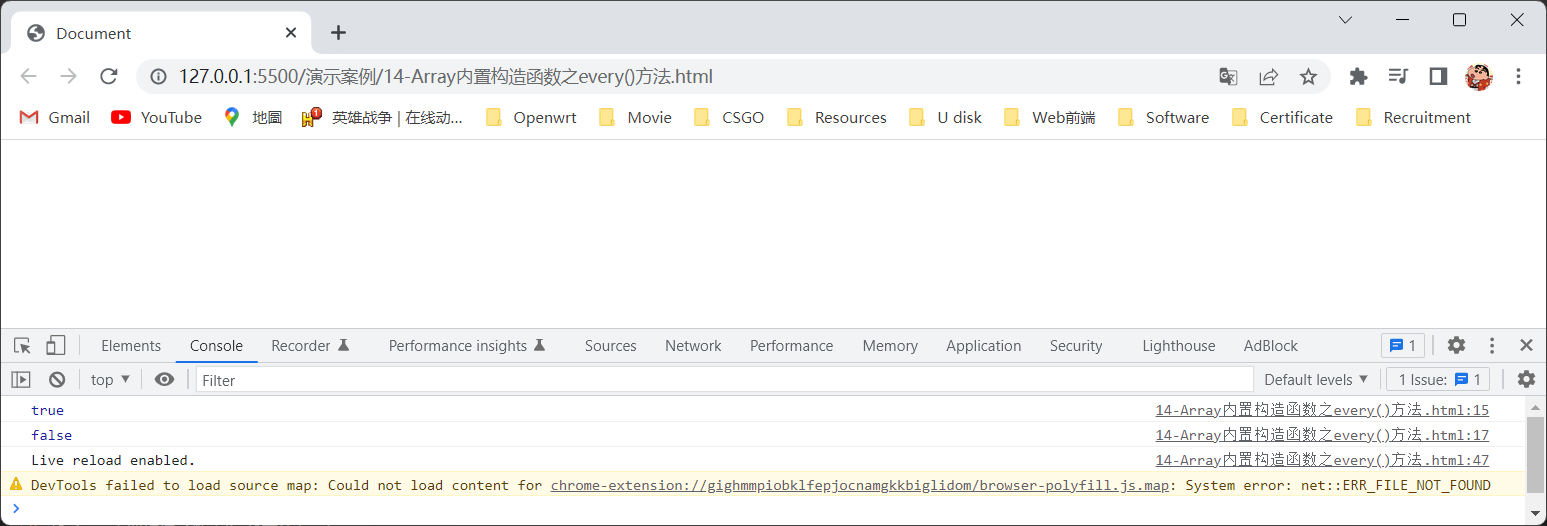 Document
127.0.0.1:5500/演示案例/14-Array内置构造函数之every()方法.html
Gmail YouTube 地圖 英雄战争 | 在线动... Openwrt Movie CSGO Resources U disk Web前端 Software Certificate Recruitment
Elements Console Recorder Performance insights Sources Network Performance Memory Application Security Lighthouse AdBlock 1
top Filter Default levels 1 Issue: 1
true 14-Array内置构造函数之every()方法.html:15
false 14-Array内置构造函数之every()方法.html:17
Live reload enabled. 14-Array内置构造函数之every()方法.html:47
DevTools failed to load source map: Could not load content for chrome-extension://gighmmpiobklfepjocnamgkkbiglidom/browser-polyfill.js.map: System error: net::ERR_FILE_NOT_FOUND